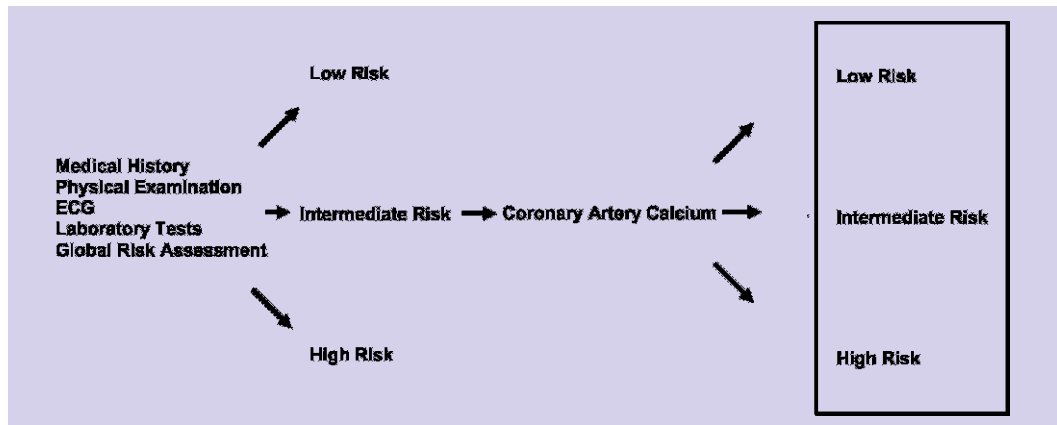 Low Risk
Medical History
Physical Examination
ECG
Laboratory Tests
Global Risk Assessment
Intermediate Risk
High Risk
Coronary Artery Calcium
Low Risk
Intermediate Risk
High Risk